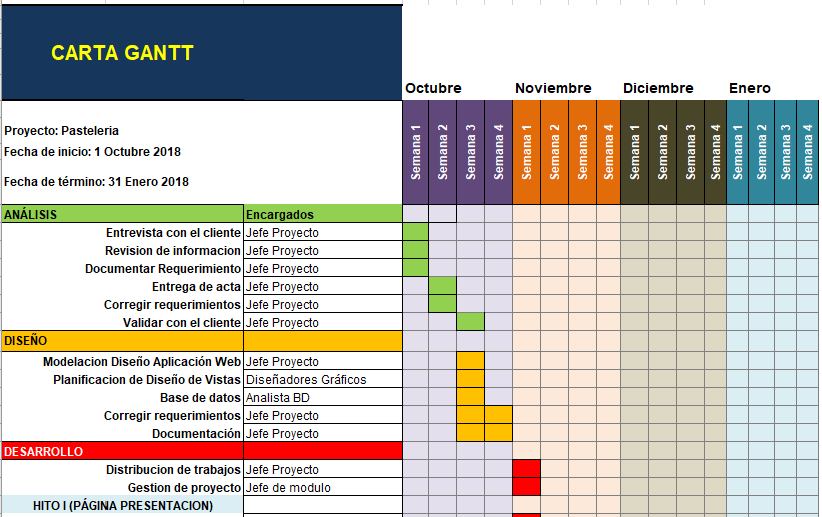 CARTA GANTT
Octubre Noviembre Diciembre Enero
Proyecto: Pasteleria
Fecha de inicio: 1 Octubre 2018
Fecha de término: 31 Enero 2018
Semana 1 Semana 2 Semana 3 Semana 4 Semana 1 Semana 2 Semana 3 Semana 4 Semana 1 Semana 2 Semana 3 Semana 4 Semana 1 Semana 2 Semana 3 Semana 4
ANÁLISIS Encargados
Entrevista con el cliente Jefe Proyecto
Revision de informacion Jefe Proyecto
Documentar Requerimiento Jefe Proyecto
Entrega de acta Jefe Proyecto
Corregir requerimientos Jefe Proyecto
Validar con el cliente Jefe Proyecto
DISEÑO
Modelacion Diseño Aplicación Web Jefe Proyecto
Planificacion de Diseño de Vistas Diseñadores Gráficos
Base de datos Analista BD
Corregir requerimientos Jefe Proyecto
Documentación Jefe Proyecto
DESARROLLO
Distribucion de trabajos Jefe Proyecto
Gestion de proyecto Jefe de modulo
HITO I (PÁGINA PRESENTACION)